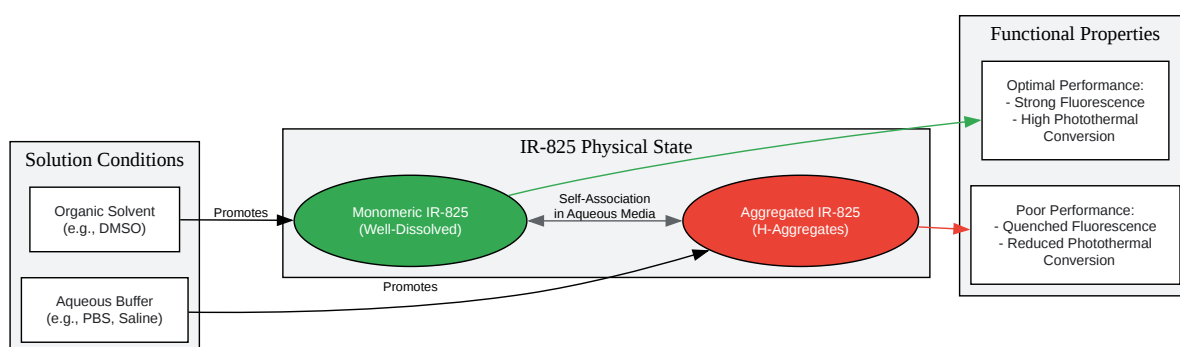 Functional Properties
Optimal Performance:
- Strong Fluorescence
- High Photothermal
Conversion
IR-825 Physical State
Solution Conditions
Organic Solvent
(e.g., DMSO)
Promotes
Monomeric IR-825
(Well-Dissolved)
Self-Association
in Aqueous Media
Aggregated IR-825
(H-Aggregates)
Poor Performance:
- Quenched Fluorescence
- Reduced Photothermal
Conversion
Aqueous Buffer
(e.g., PBS, Saline)
Promotes